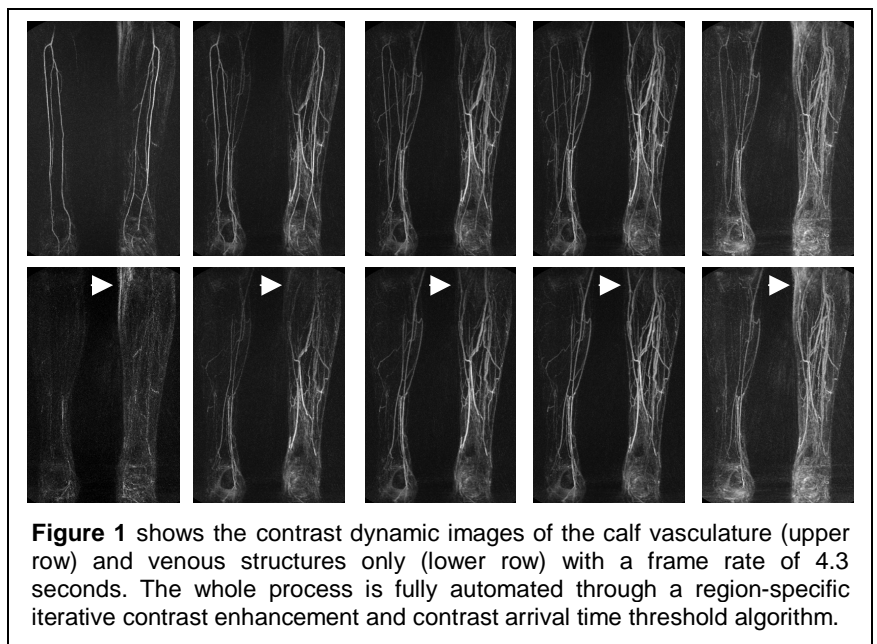 Figure 1 shows the contrast dynamic images of the calf vasculature (upper
row) and venous structures only (lower row) with a frame rate of 4.3
seconds. The whole process is fully automated through a region-specific
iterative contrast enhancement and contrast arrival time threshold algorithm.